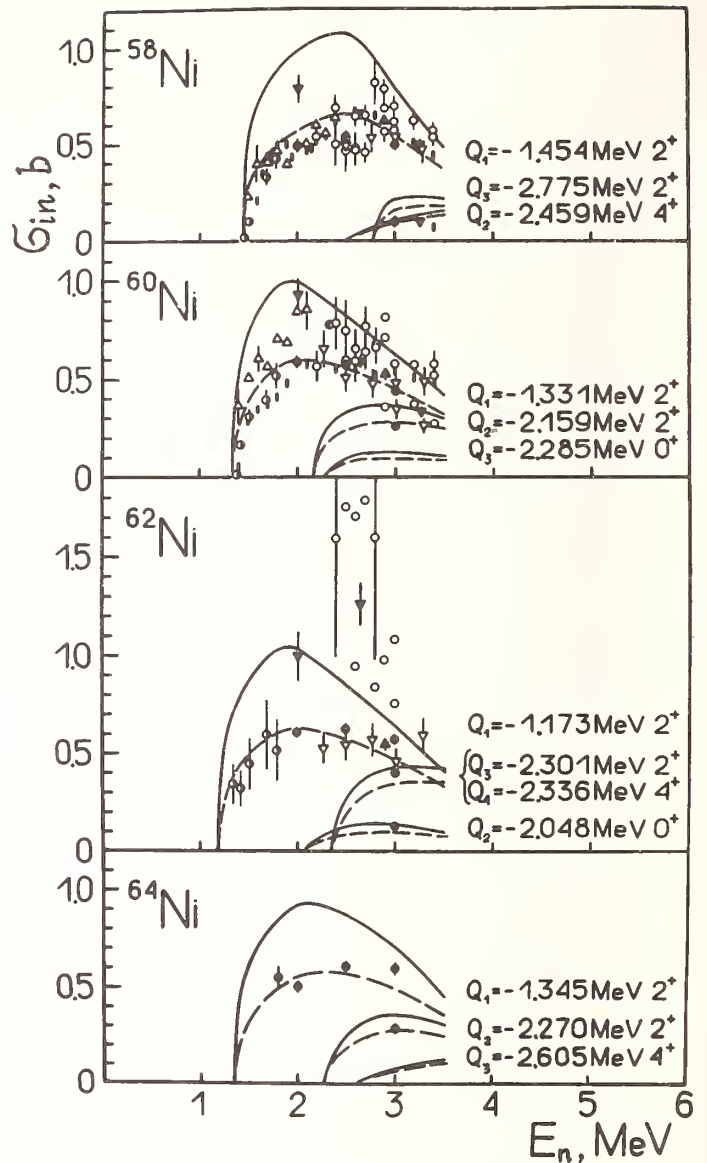 σin, b
1.0
0.5
0
58Ni
Q1=-1.454MeV 2+
Q3=-2.775MeV 2+
Q2=-2.459MeV 4+
1.0
0.5
0
60Ni
Q1=-1.331MeV 2+
Q2=-2.159MeV 2+
Q3=-2.285MeV 0+
1.5
1.0
0.5
0
62Ni
Q1=-1.173MeV 2+
Q3=-2.301MeV 2+
Q4=-2.336MeV 4+
Q2=-2.048MeV 0+
1.0
0.5
0
64Ni
Q1=-1.345MeV 2+
Q2=-2.270MeV 2+
Q3=-2.605MeV 4+
1 2 3 4 5 6
En, MeV